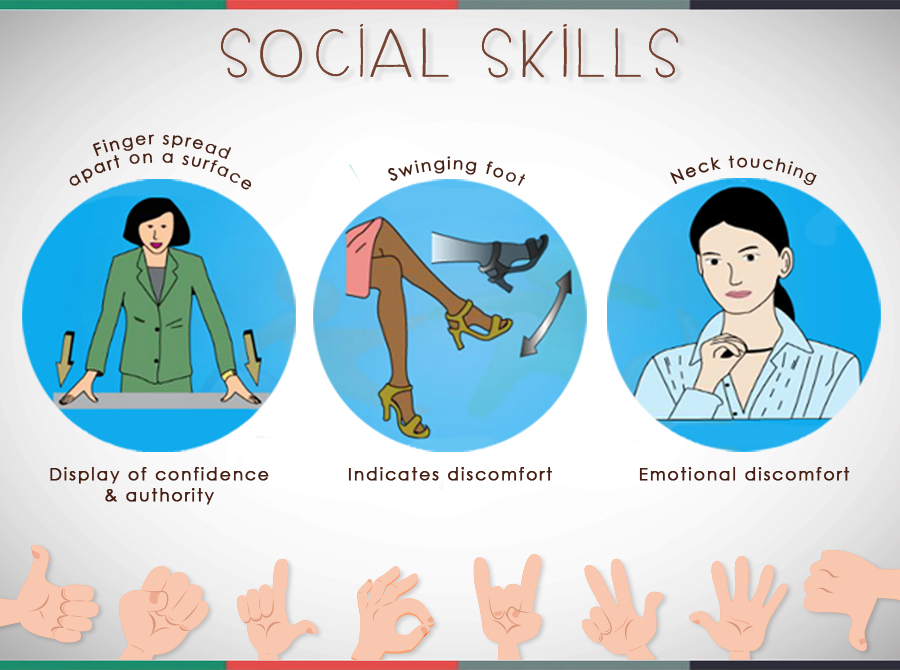 SOCIAL SKILLS
Finger spread
apart on a surface
Swinging foot
Neck touching
Display of confidence
& authority
Indicates discomfort
Emotional discomfort